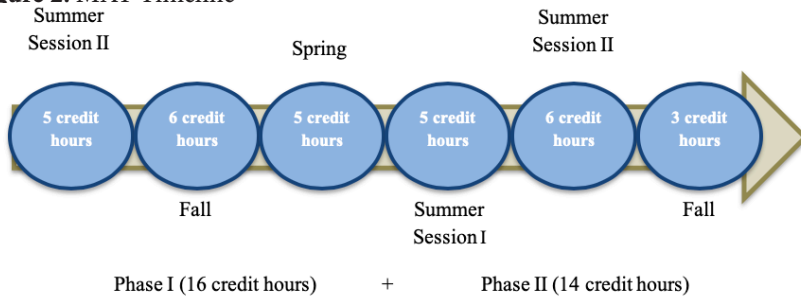 Summer
Session II
Spring
Summer
Session II
5 credit
hours
6 credit
hours
5 credit
hours
5 credit
hours
6 credit
hours
3 credit
hours
Fall
Summer
Session I
Fall
Phase I (16 credit hours) + Phase II (14 credit hours)